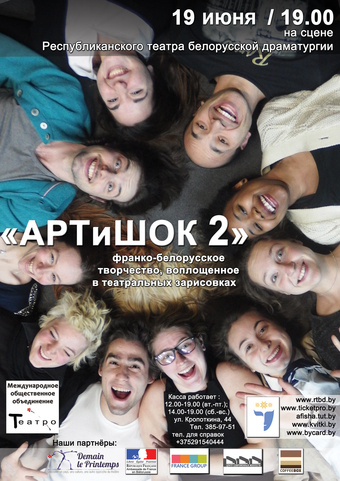 19 июня / 19.00
на сцене
Республиканского театра белорусской драматургии
«АРТиШОК 2»
франко-белорусское
творчество, воплощенное
в театральных зарисовках
Международное
общественное
объединение
Театро
Касса работает :
12.00-19.00 (вт.-пт.);
14.00-19.00 (сб.-вс.)
ул. Кропоткина, 44
Тел. 385-97-51
тел. для справок
+375291540444
www.rtbd.by
www.ticketpro.by
afisha.tut.by
www.kvitki.by
www.bycard.by
Наши партнёры:
Demain
le Printemps
FRANCE GROUP
COFFEEBOX